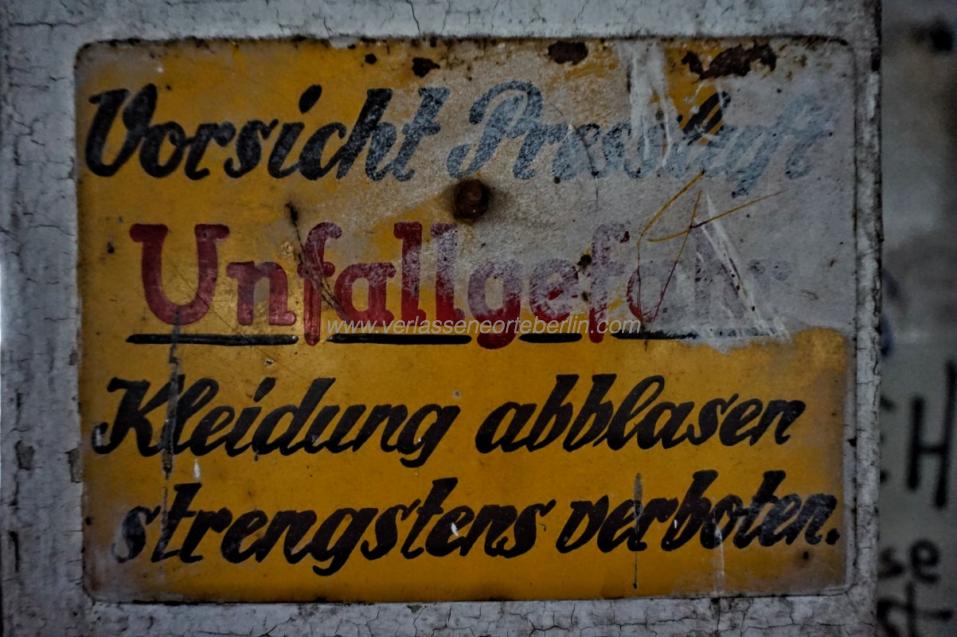 Vorsicht Pressluft
Unfallgefahr
www.verlasseneorteberlin.com
Kleidung abblasen
strengstens verboten.